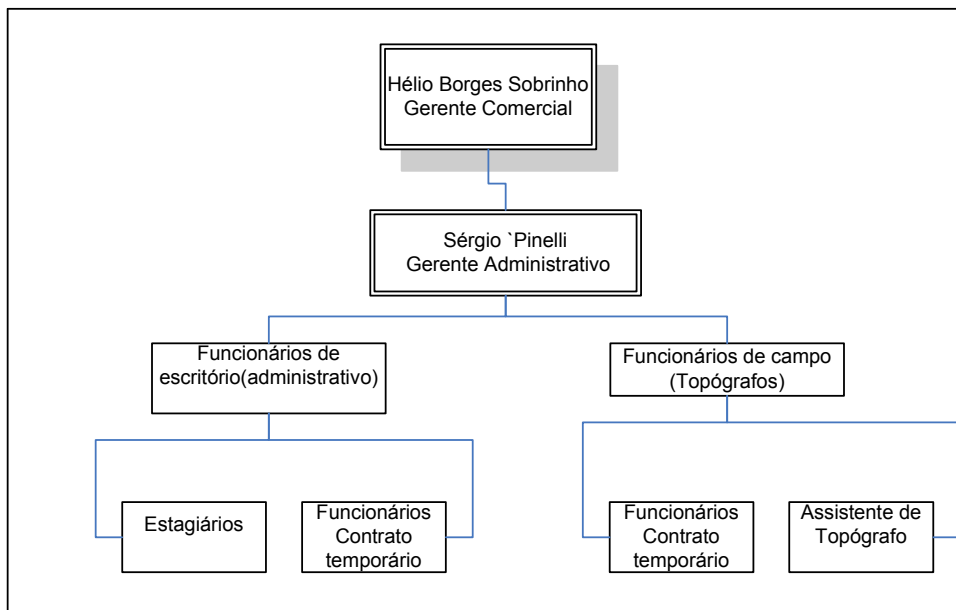 Hélio Borges Sobrinho
Gerente Comercial
Sérgio `Pinelli
Gerente Administrativo
Funcionários de
escritório(administrativo)
Funcionários de campo
(Topógrafos)
Estagiários
Funcionários
Contrato
temporário
Funcionários
Contrato
temporário
Assistente de
Topógrafo